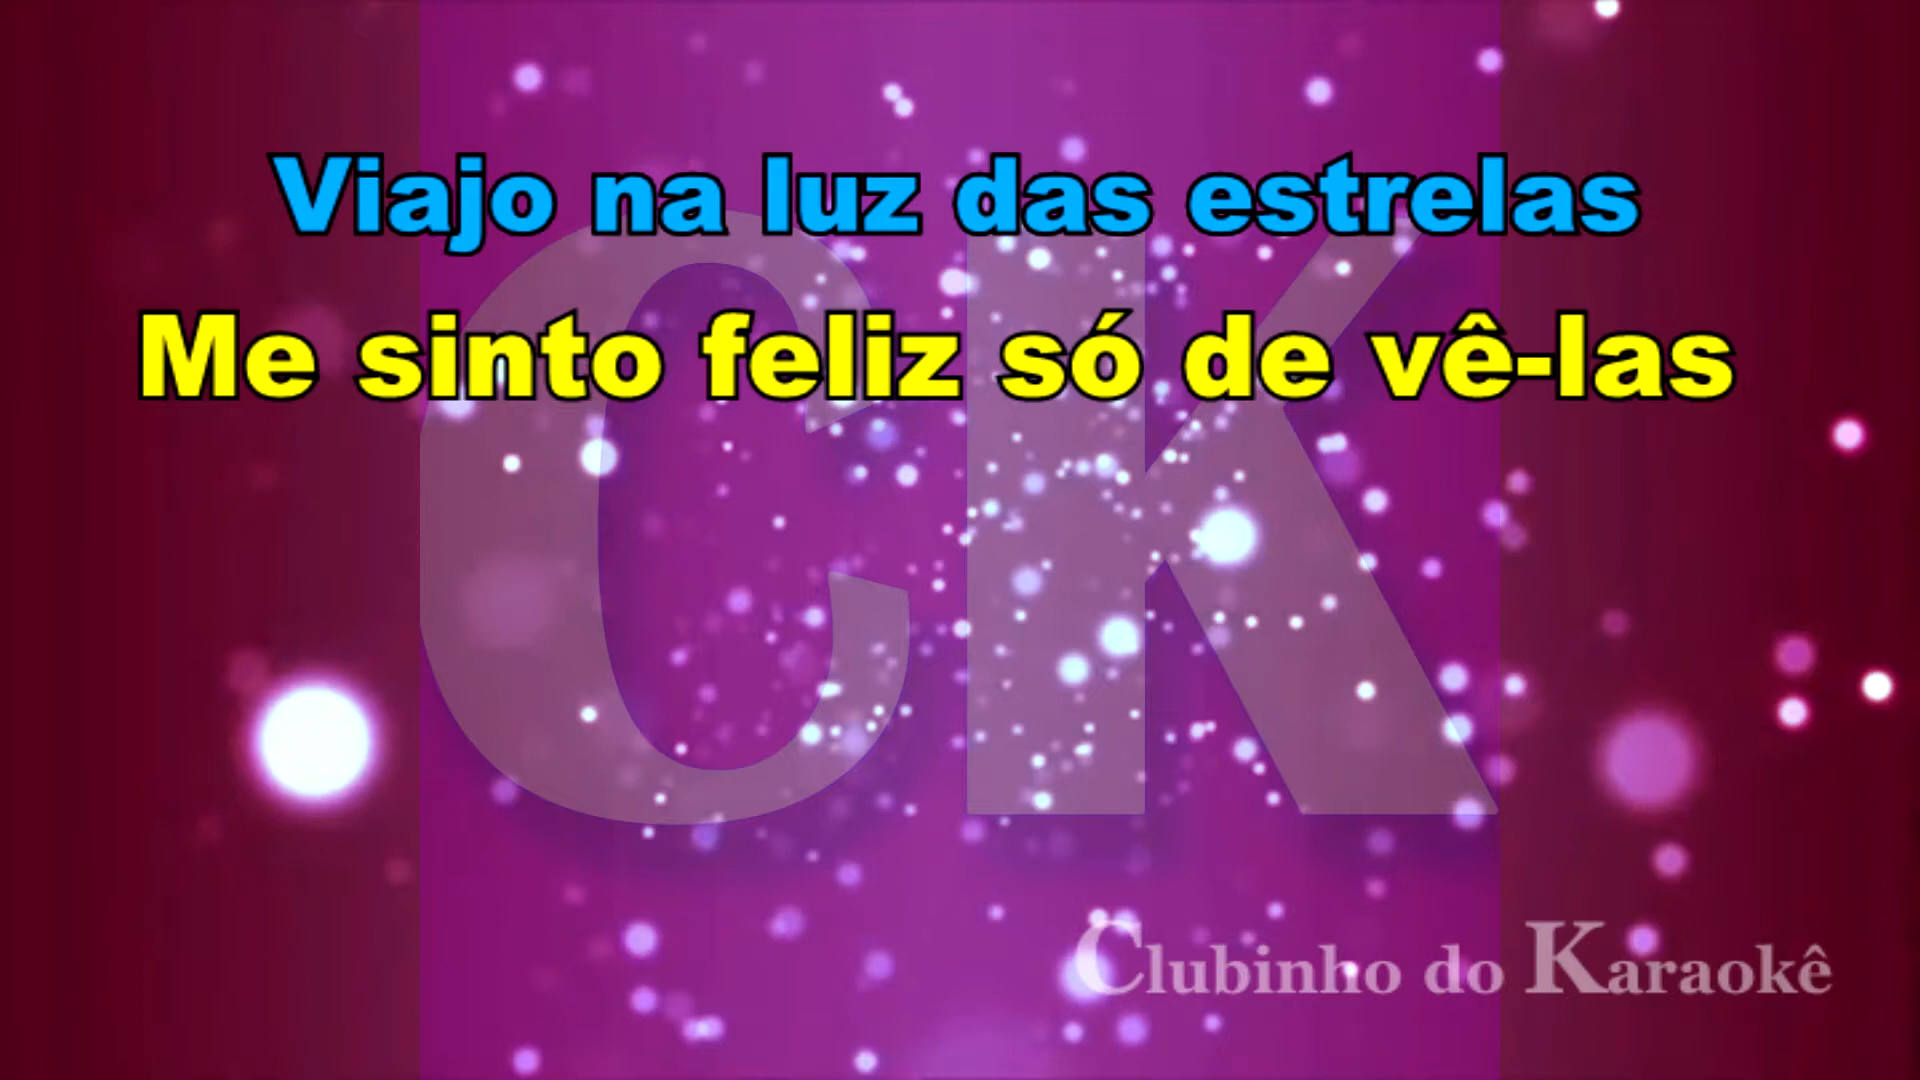 Viajo na luz das estrelas
Me sinto feliz só de vê-las
CK
Clubinho do Karaokê